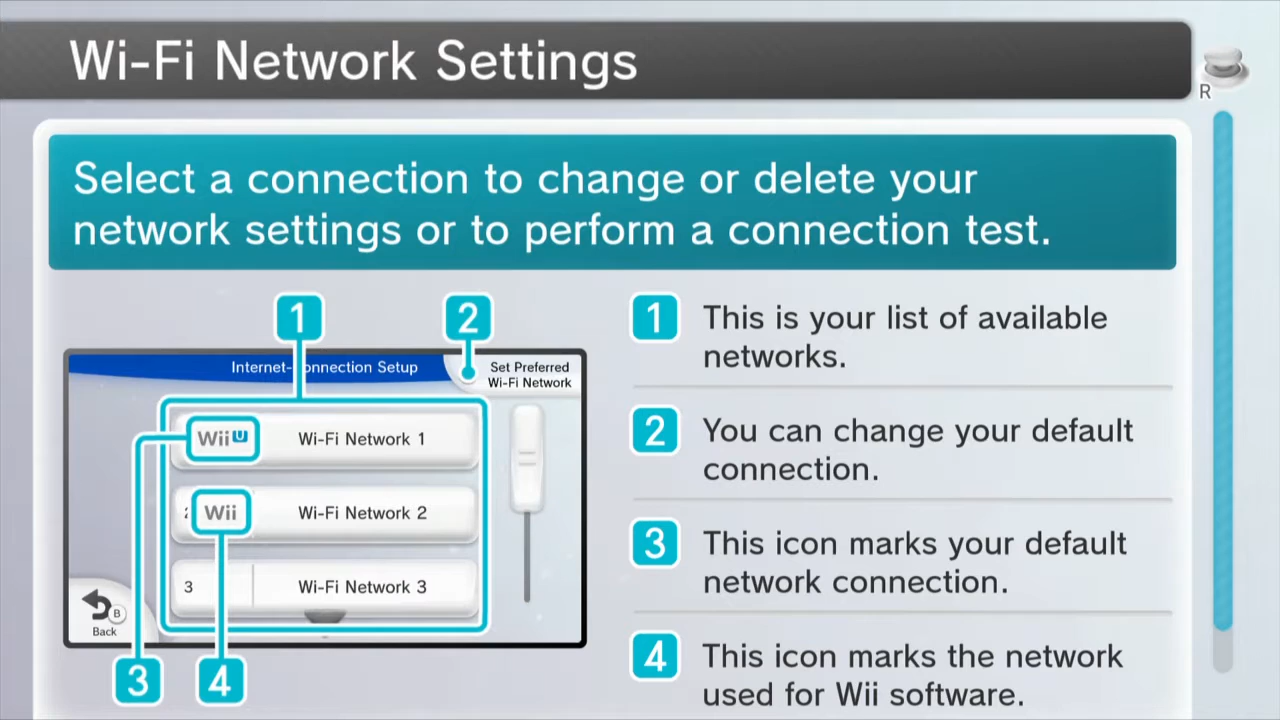 Wi-Fi Network Settings
R
Select a connection to change or delete your
network settings or to perform a connection test.
1
2
Internet-Connection Setup
Set Preferred
Wi-Fi Network
Wii U
Wi-Fi Network 1
2
Wii
Wi-Fi Network 2
3
Wi-Fi Network 3
B
Back
3
4
1 This is your list of available
networks.
2 You can change your default
connection.
3 This icon marks your default
network connection.
4 This icon marks the network
used for Wii software.